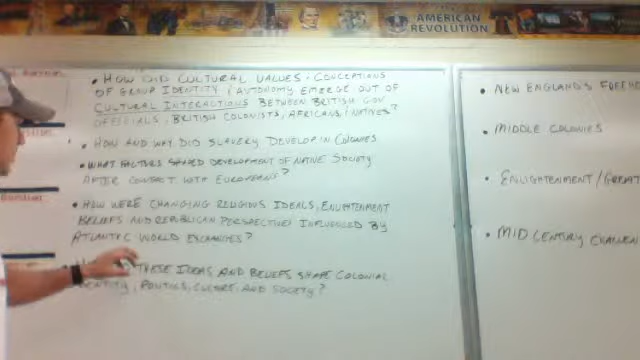 AMERICAN
REVOLUTION
• HOW DID CULTURAL VALUES, CONCEPTIONS
OF GROUP IDENTITY, & AUTONOMY EMERGE OUT OF
CULTURAL INTERACTIONS BETWEEN BRITISH GOV
OFFICIALS, BRITISH COLONISTS, AFRICANS, NATIVES?
• HOW AND WHY DID SLAVERY DEVELOP IN COLONIES
• WHAT FACTORS SHAPED DEVELOPMENT OF NATIVE SOCIETY
AFTER CONTACT WITH EUROPEANS?
• HOW WERE CHANGING RELIGIOUS IDEALS, ENLIGHTENMENT
BELIEFS AND REPUBLICAN PERSPECTIVES INFLUENCED BY
ATLANTIC WORLD EXCHANGES?
THESE IDEAS AND BELIEFS SHAPE COLONIAL
IDENTITY, POLITICS, CULTURE AND SOCIETY?
• NEW ENGLAND'S
• MIDDLE COLONIES
• ENLIGHTENMENT/GREAT
• MID CENTURY CHALLEN